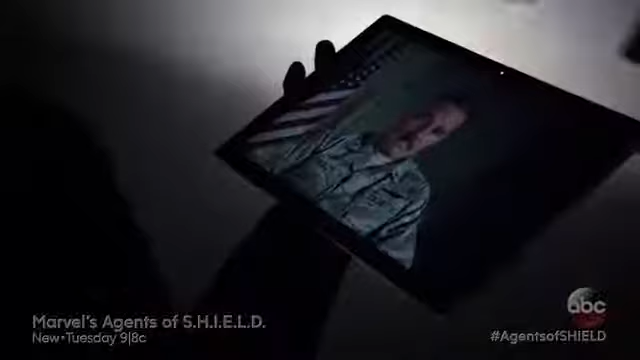 Marvel's Agents of S.H.I.E.L.D.
New•Tuesday 9|8c
abc
#AgentsofSHIELD